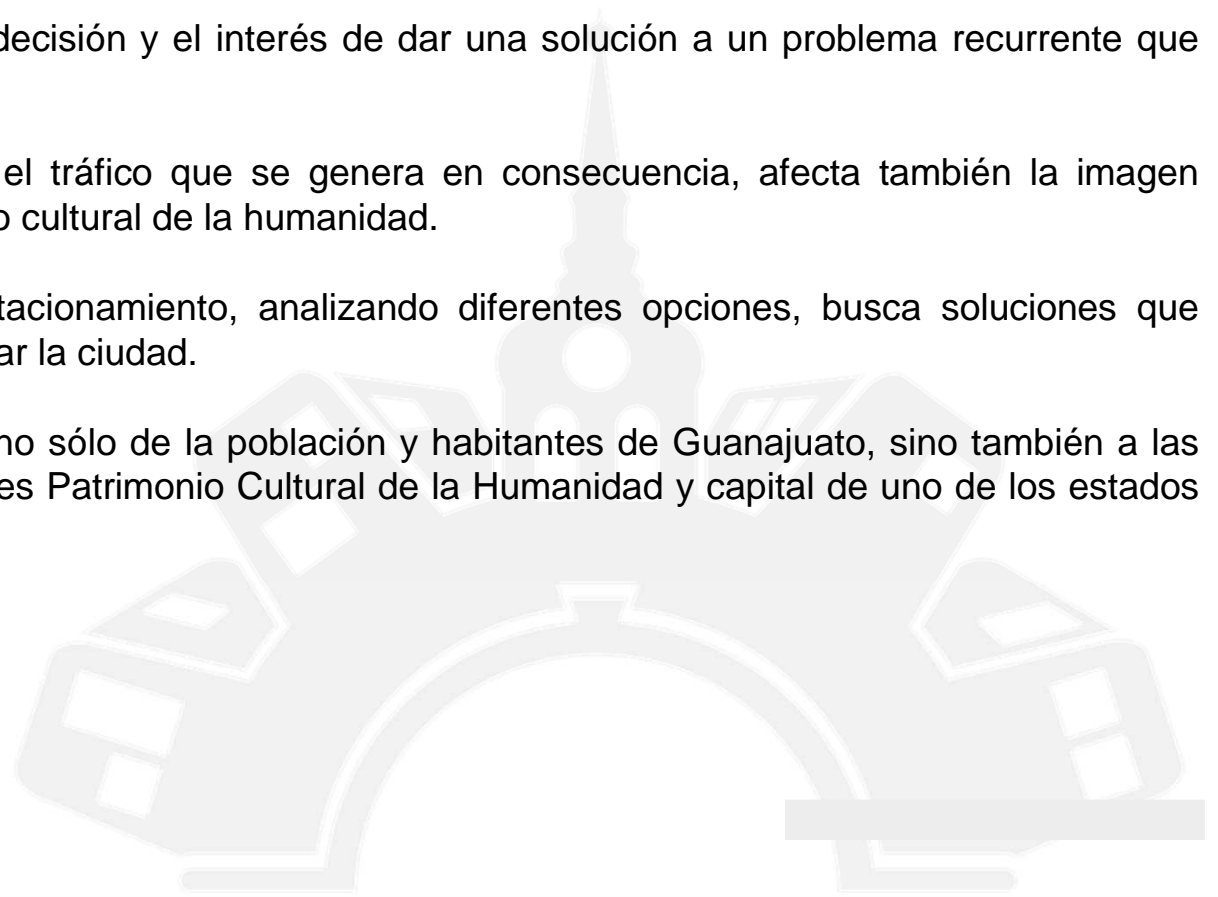 decisión y el interés de dar una solución a un problema recurrente que
el tráfico que se genera en consecuencia, afecta también la imagen
o cultural de la humanidad.
tacionamiento, analizando diferentes opciones, busca soluciones que
ar la ciudad.
no sólo de la población y habitantes de Guanajuato, sino también a las
es Patrimonio Cultural de la Humanidad y capital de uno de los estados